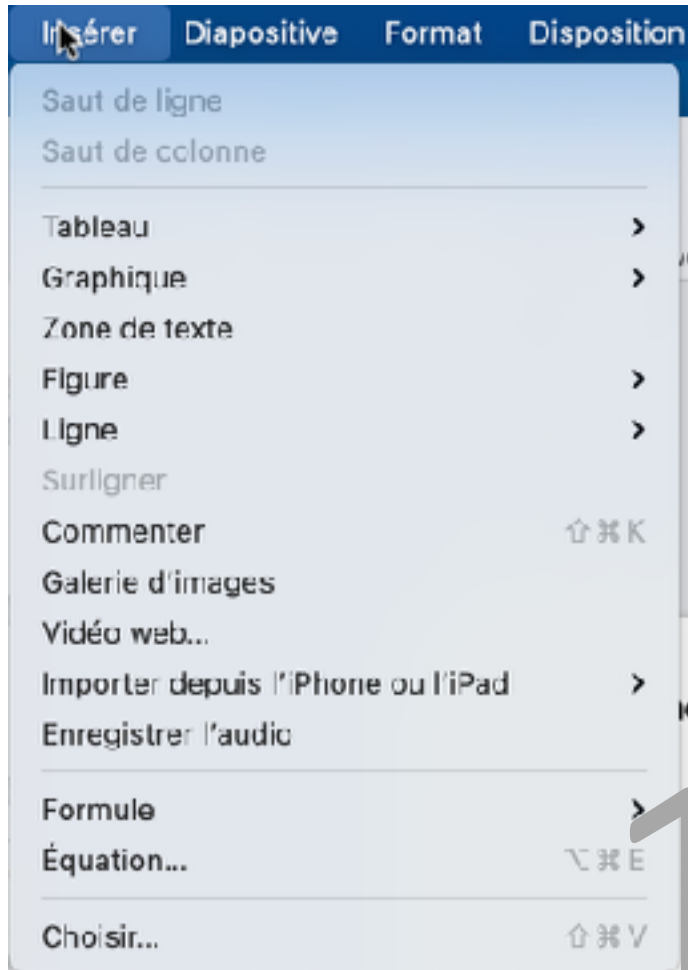 Insérer Diapositive Format Disposition
Saut de ligne
Saut de colonne
Tableau
Graphique
Zone de texte
Figure
Ligne
Surligner
Commenter ⇧⌘K
Galerie d'images
Vidéo web...
Importer depuis l'iPhone ou l'iPad
Enregistrer l'audio
Formule
Équation... ⌥⌘E
Choisir... ⇧⌘V